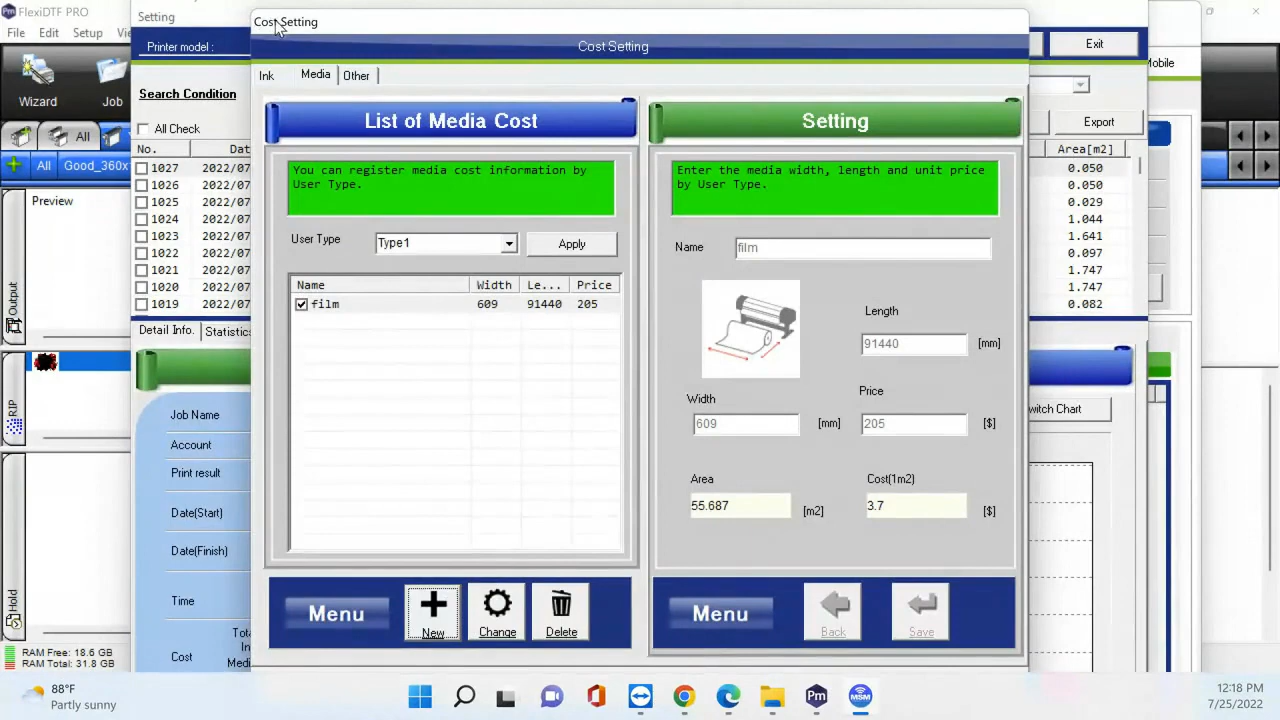 FlexiDTF PRO
File Edit Setup
Wizard
Job
All
All Good_360x
Preview
Output
RIP
Hold
RAM Free: 18.6 GB
RAM Total: 31.8 GB
Setting
Printer model :
Exit
Search Condition
All Check
Export
No. Area[m2]
1027 2022/07 0.050
1026 2022/07 0.050
1025 2022/07 0.029
1024 2022/07 1.044
1023 2022/07 1.641
1022 2022/07 0.097
1021 2022/07 1.747
1020 2022/07 1.747
1019 2022/07 0.082
Detail Info. Statistics
Job Name
Account
Print result
Date(Start)
Date(Finish)
Time
Cost
Cost Setting
Cost Setting
Ink Media Other
List of Media Cost
You can register media cost information by
User Type.
User Type Type1 Apply
Name Width Le... Price
film 609 91440 205
Menu New Change Delete
Setting
Enter the media width, length and unit price
by User Type.
Name film
Length
91440 [mm]
Width
609 [mm]
Price
205 [$]
Area
55.687 [m2]
Cost(1m2)
3.7 [$]
Menu Back Save
88°F
Partly sunny
Pm
MSM
12:18 PM
7/25/2022